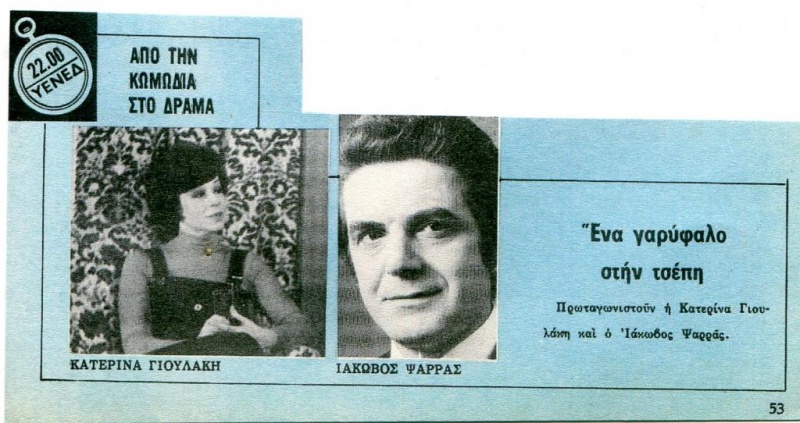 22.00
ΥΕΝΕΔ
ΑΠΟ ΤΗΝ
ΚΩΜΩΔΙΑ
ΣΤΟ ΔΡΑΜΑ
ΚΑΤΕΡΙΝΑ ΓΙΟΥΛΑΚΗ
ΙΑΚΩΒΟΣ ΨΑΡΡΑΣ
Ἕνα γαρύφαλο
στήν τσέπη
Πρωταγωνιστοῦν ἡ Κατερίνα Γιου-
λάκη καὶ ὁ Ἰάκωβος Ψαρρᾶς.
53